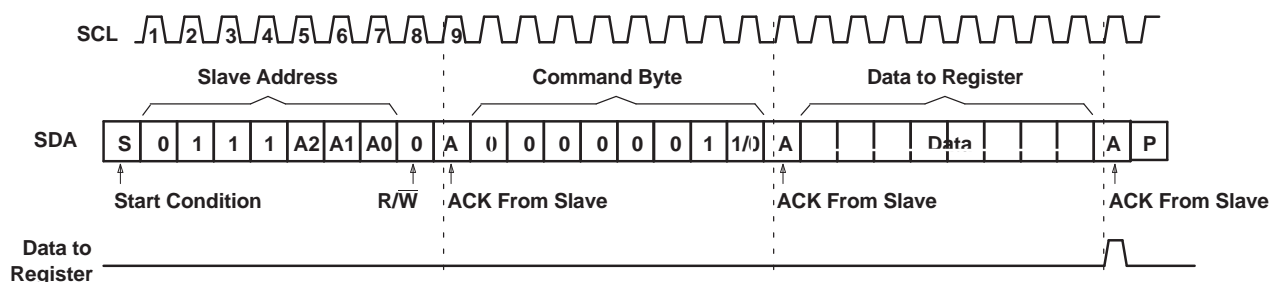 SCL 1 2 3 4 5 6 7 8 9
Slave Address Command Byte Data to Register
SDA S 0 1 1 1 A2 A1 A0 0 A 0 0 0 0 0 0 1 1/0 A Data A P
Start Condition R/W̅ ACK From Slave ACK From Slave ACK From Slave
Data to
Register